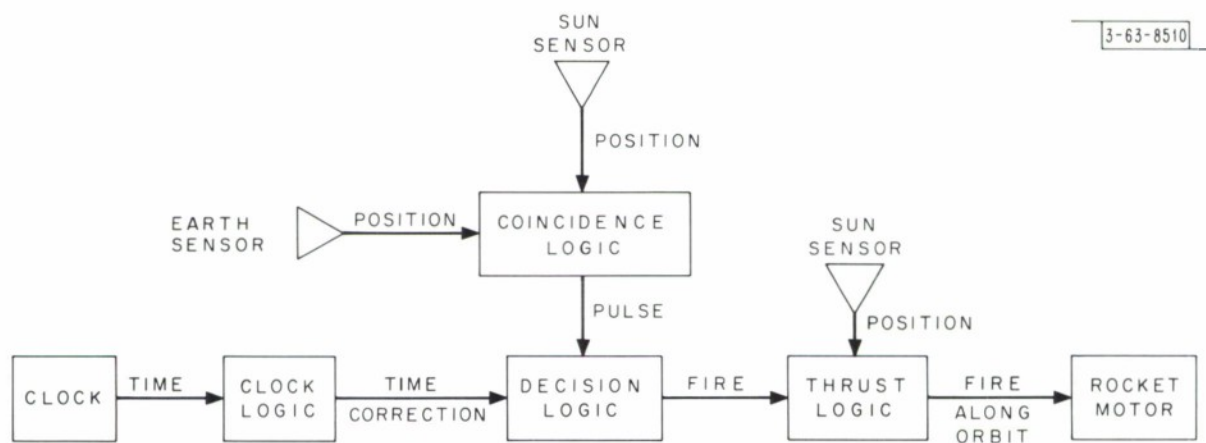 SUN
SENSOR
3-63-8510
POSITION
EARTH
SENSOR
POSITION
COINCIDENCE
LOGIC
SUN
SENSOR
PULSE
POSITION
CLOCK
TIME
CLOCK
LOGIC
TIME
CORRECTION
DECISION
LOGIC
FIRE
THRUST
LOGIC
FIRE
ALONG
ORBIT
ROCKET
MOTOR